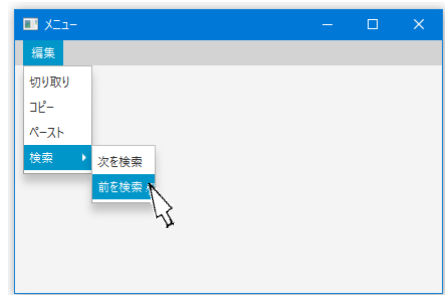 メニュー
編集
切り取り
コピー
ペースト
検索
次を検索
前を検索